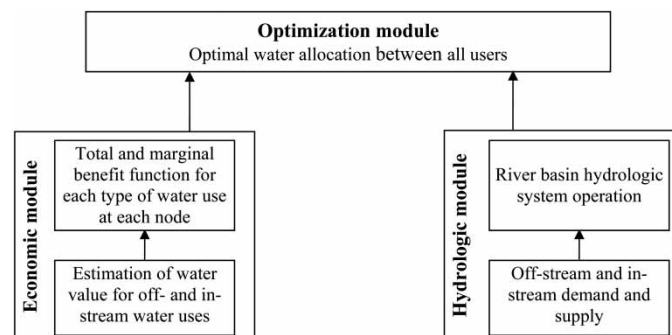 Optimization module
Optimal water allocation between all users
Economic module
Total and marginal
benefit function for
each type of water use
at each node
Estimation of water
value for off- and in-
stream water uses
Hydrologic module
River basin hydrologic
system operation
Off-stream and in-
stream demand and
supply